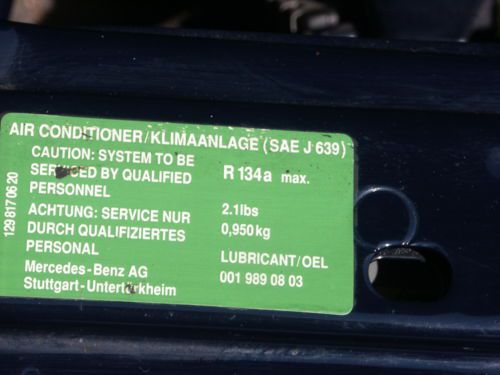 AIR CONDITIONER/KLIMAANLAGE (SAE J 639)
CAUTION: SYSTEM TO BE
SERVICED BY QUALIFIED
PERSONNEL
R 134a max.
ACHTUNG: SERVICE NUR
DURCH QUALIFIZIERTES
PERSONAL
2.1lbs
0,950kg
Mercedes-Benz AG
Stuttgart-Untertürkheim
LUBRICANT/OEL
001 989 08 03
129 817 06 20